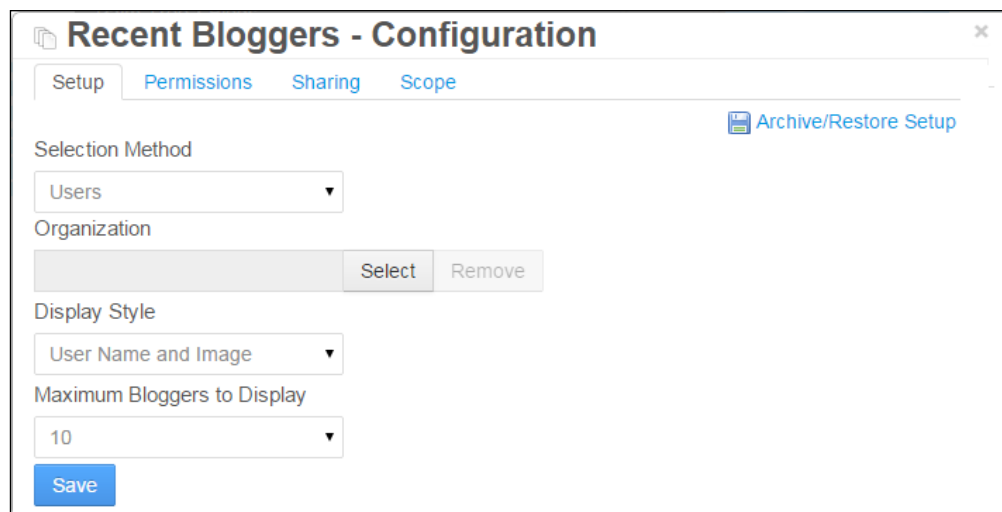 Recent Bloggers - Configuration
Setup Permissions Sharing Scope
Archive/Restore Setup
Selection Method
Users
Organization
Select Remove
Display Style
User Name and Image
Maximum Bloggers to Display
10
Save